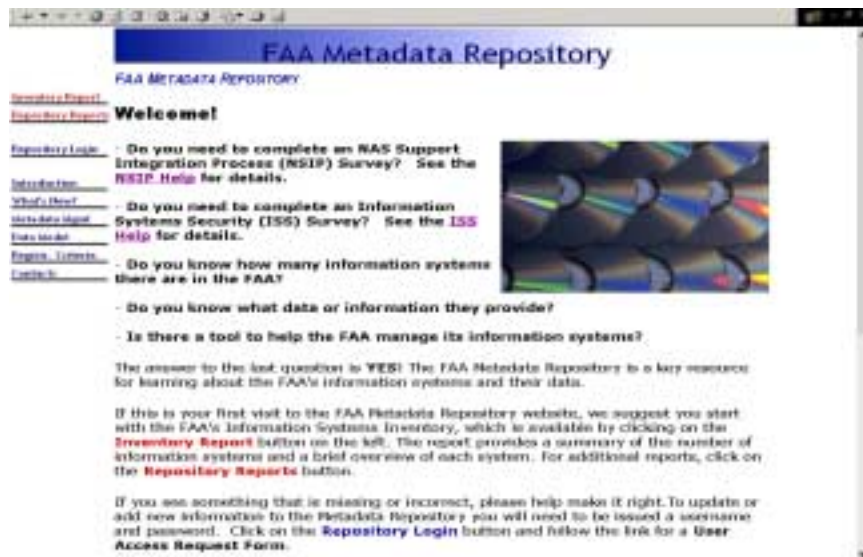 FAA Metadata Repository
FAA METADATA REPOSITORY
Inventory Report
Repository Reports
Repository Login
Introduction
What's New?
Metadata Mgmt
Data Model
Contacts
Welcome!
- Do you need to complete an NAS Support
Integration Process (NSIP) Survey? See the
NSIP Help for details.
- Do you need to complete an Information
Systems Security (ISS) Survey? See the ISS
Help for details.
- Do you know how many information systems
there are in the FAA?
- Do you know what data or information they provide?
- Is there a tool to help the FAA manage its information systems?
The answer to the last question is YES! The FAA Metadata Repository is a key resource
for learning about the FAA's information systems and their data.
If this is your first visit to the FAA Metadata Repository website, we suggest you start
with the FAA's Information Systems Inventory, which is available by clicking on the
Inventory Report button on the left. The report provides a summary of the number of
information systems and a brief overview of each system. For additional reports, click on
the Repository Reports button.
If you see something that is missing or incorrect, please help make it right. To update or
add new information to the Metadata Repository you will need to be issued a username
and password. Click on the Repository Login button and follow the link for a User
Access Request Form.